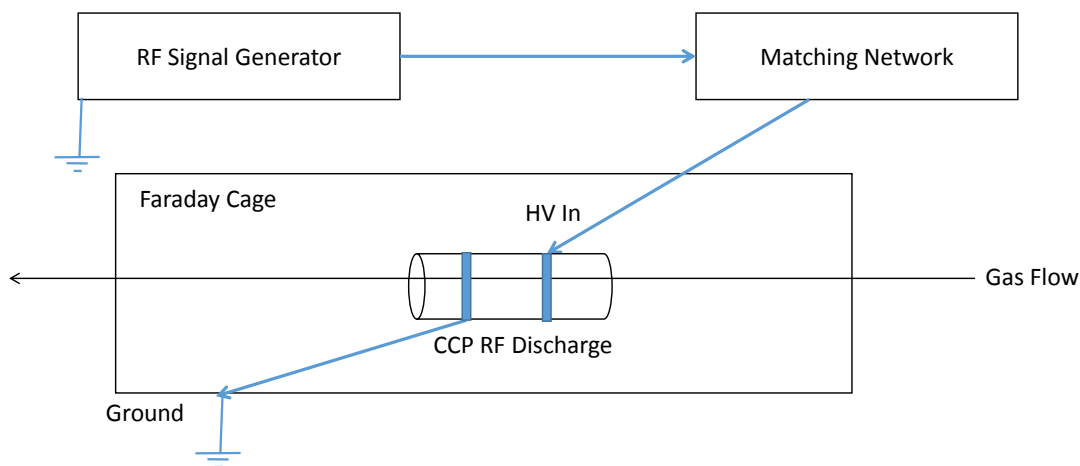 RF Signal Generator
Matching Network
Faraday Cage
HV In
Gas Flow
CCP RF Discharge
Ground